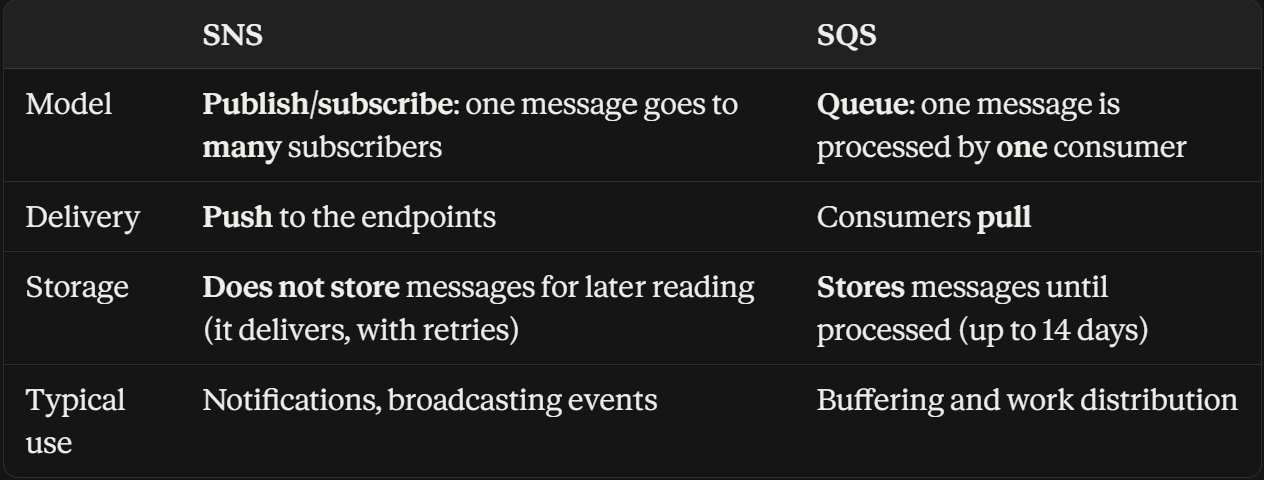 SNS SQS
Model Publish/subscribe: one message goes to Queue: one message is
many subscribers processed by one consumer
Delivery Push to the endpoints Consumers pull
Storage Does not store messages for later reading Stores messages until
(it delivers, with retries) processed (up to 14 days)
Typical Notifications, broadcasting events Buffering and work distribution
use